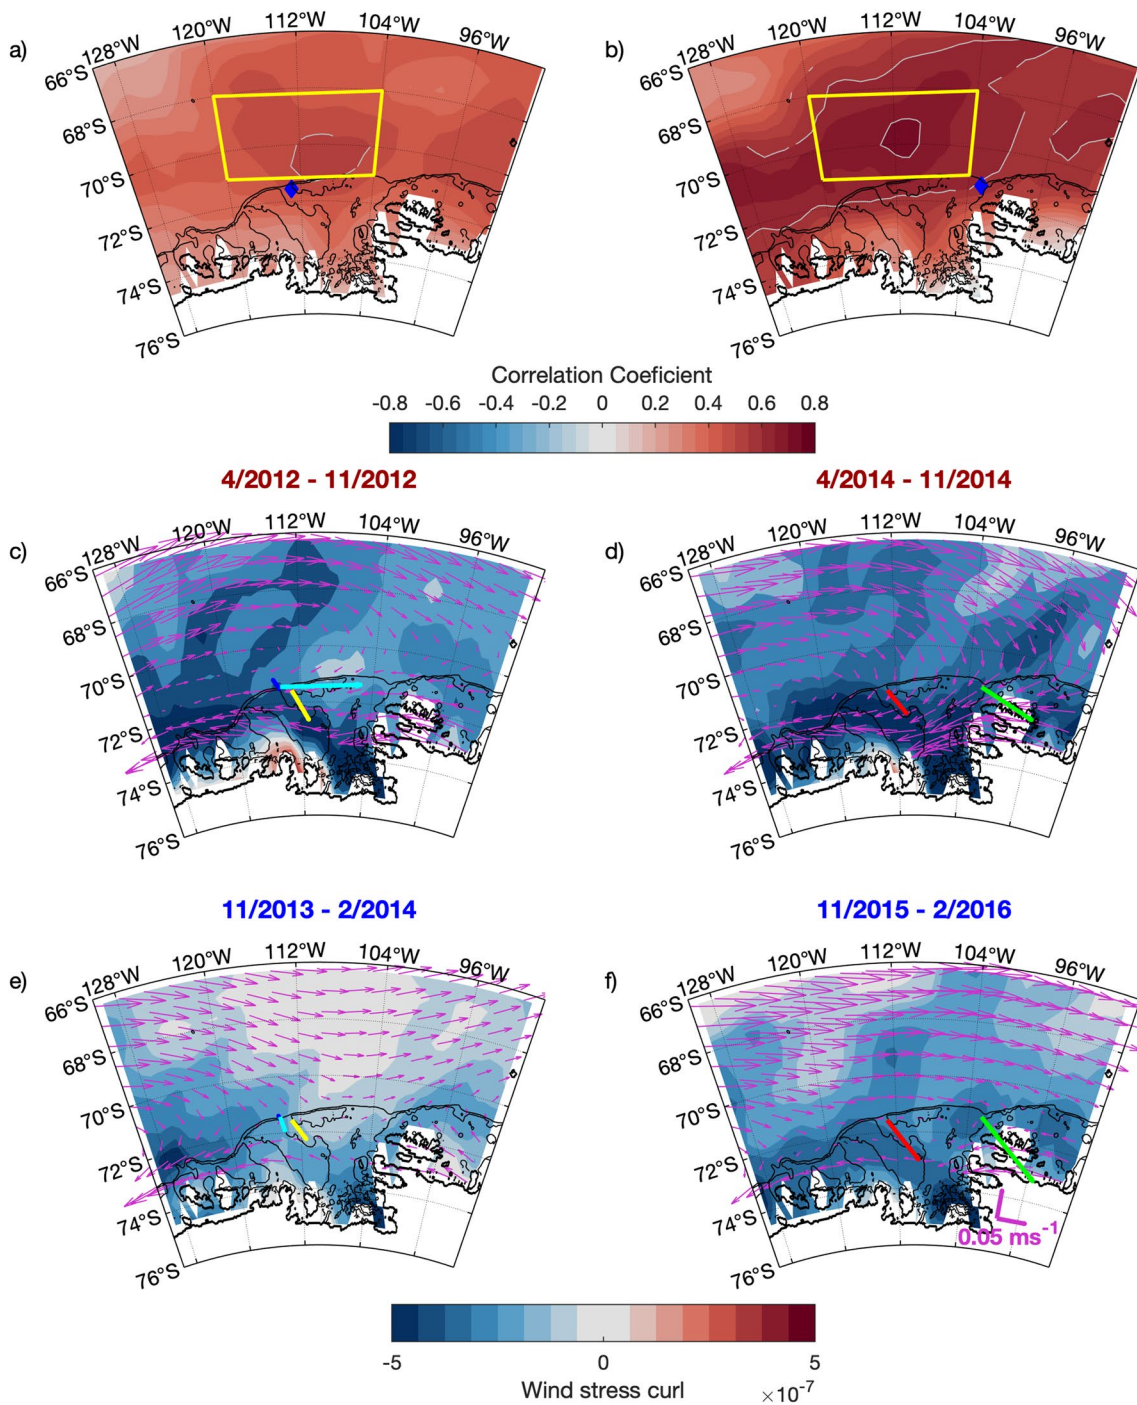 a)
128°W
120°W
112°W
104°W
96°W
66°S
68°S
70°S
72°S
74°S
76°S
b)
128°W
120°W
112°W
104°W
96°W
66°S
68°S
70°S
72°S
74°S
76°S
Correlation Coeficient
-0.8 -0.6 -0.4 -0.2 0 0.2 0.4 0.6 0.8
4/2012 - 11/2012
c)
128°W
120°W
112°W
104°W
96°W
66°S
68°S
70°S
72°S
74°S
76°S
4/2014 - 11/2014
d)
128°W
120°W
112°W
104°W
96°W
66°S
68°S
70°S
72°S
74°S
76°S
11/2013 - 2/2014
e)
128°W
120°W
112°W
104°W
96°W
66°S
68°S
70°S
72°S
74°S
76°S
11/2015 - 2/2016
f)
128°W
120°W
112°W
104°W
96°W
66°S
68°S
70°S
72°S
74°S
76°S
0.05 ms⁻¹
-5 0 5
Wind stress curl ×10⁻⁷